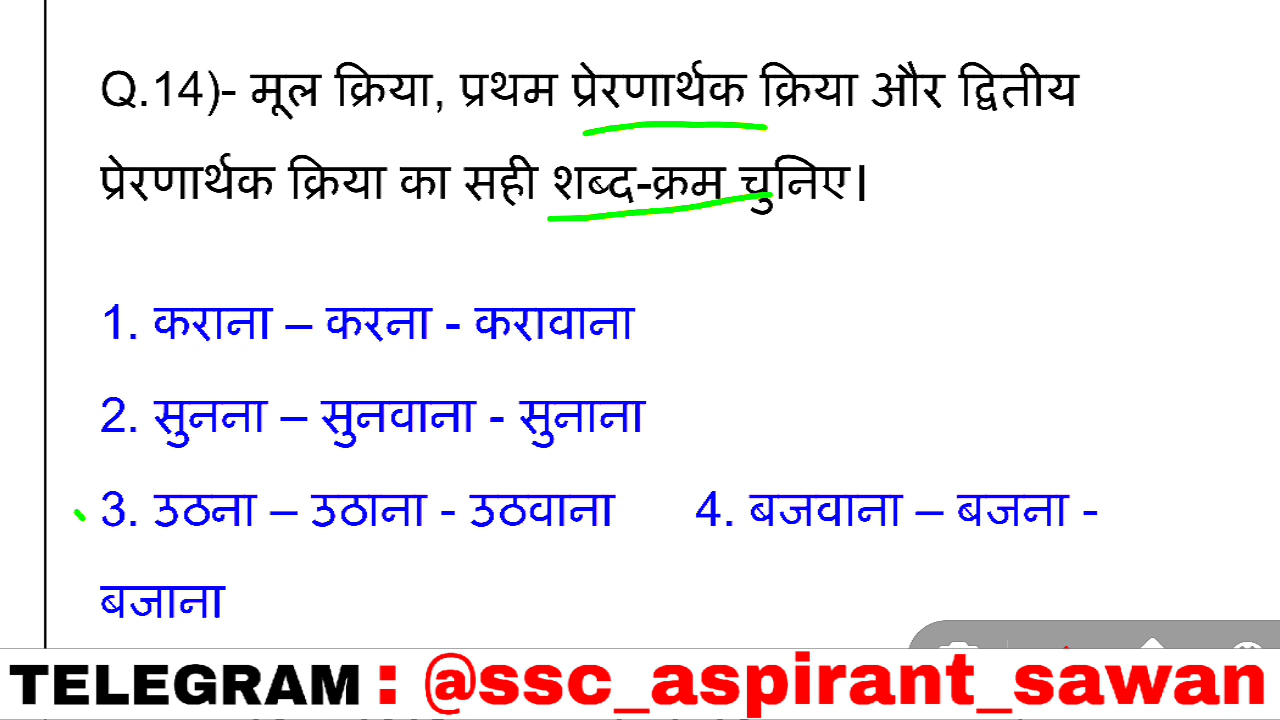 Q.14)- मूल क्रिया, प्रथम प्रेरणार्थक क्रिया और द्वितीय
प्रेरणार्थक क्रिया का सही शब्द-क्रम चुनिए।
1. कराना – करना - करावाना
2. सुनना – सुनवाना - सुनाना
3. उठना – उठाना - उठवाना 4. बजवाना – बजना -
बजाना
TELEGRAM : @ssc_aspirant_sawan